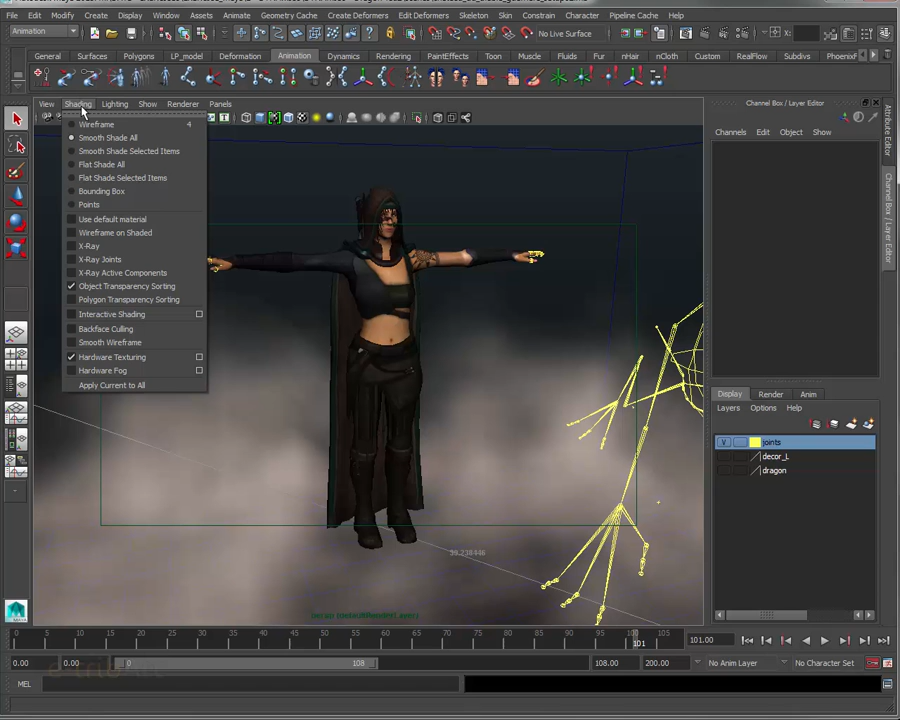 Edit Modify Create Display Window Assets Animate Geometry Cache Create Deformers Edit Deformers Skeleton Skin Constrain Character Pipeline Cache Help
Animation No Live Surface X:
General Surfaces Polygons LP_model Deformation Animation Dynamics Rendering PaintEffects Toon Muscle Fluids Fur nHair nCloth Custom RealFlow
View Shading Lighting Show Renderer Panels
Wireframe 4
Smooth Shade All
Smooth Shade Selected Items
Flat Shade All
Flat Shade Selected Items
Bounding Box
Points
Use default material
Wireframe on Shaded
X-Ray
X-Ray Joints
X-Ray Active Components
Object Transparency Sorting
Polygon Transparency Sorting
Interactive Shading
Backface Culling
Smooth Wireframe
Hardware Texturing
Hardware Fog
Apply Current to All
Channel Box / Layer Editor
Channels Edit Object Show
Attribute Editor
Channel Box / Layer Editor
Display Render Anim
Layers Options Help
V joints
decor_L
dragon
0 5 10 15 20 25 30 35 40 45 50 55 60 65 70 75 80 85 90 95 100 105
101
101.00
0.00 0.00 0 108 108.00 200.00 No Anim Layer No Character Set
MEL